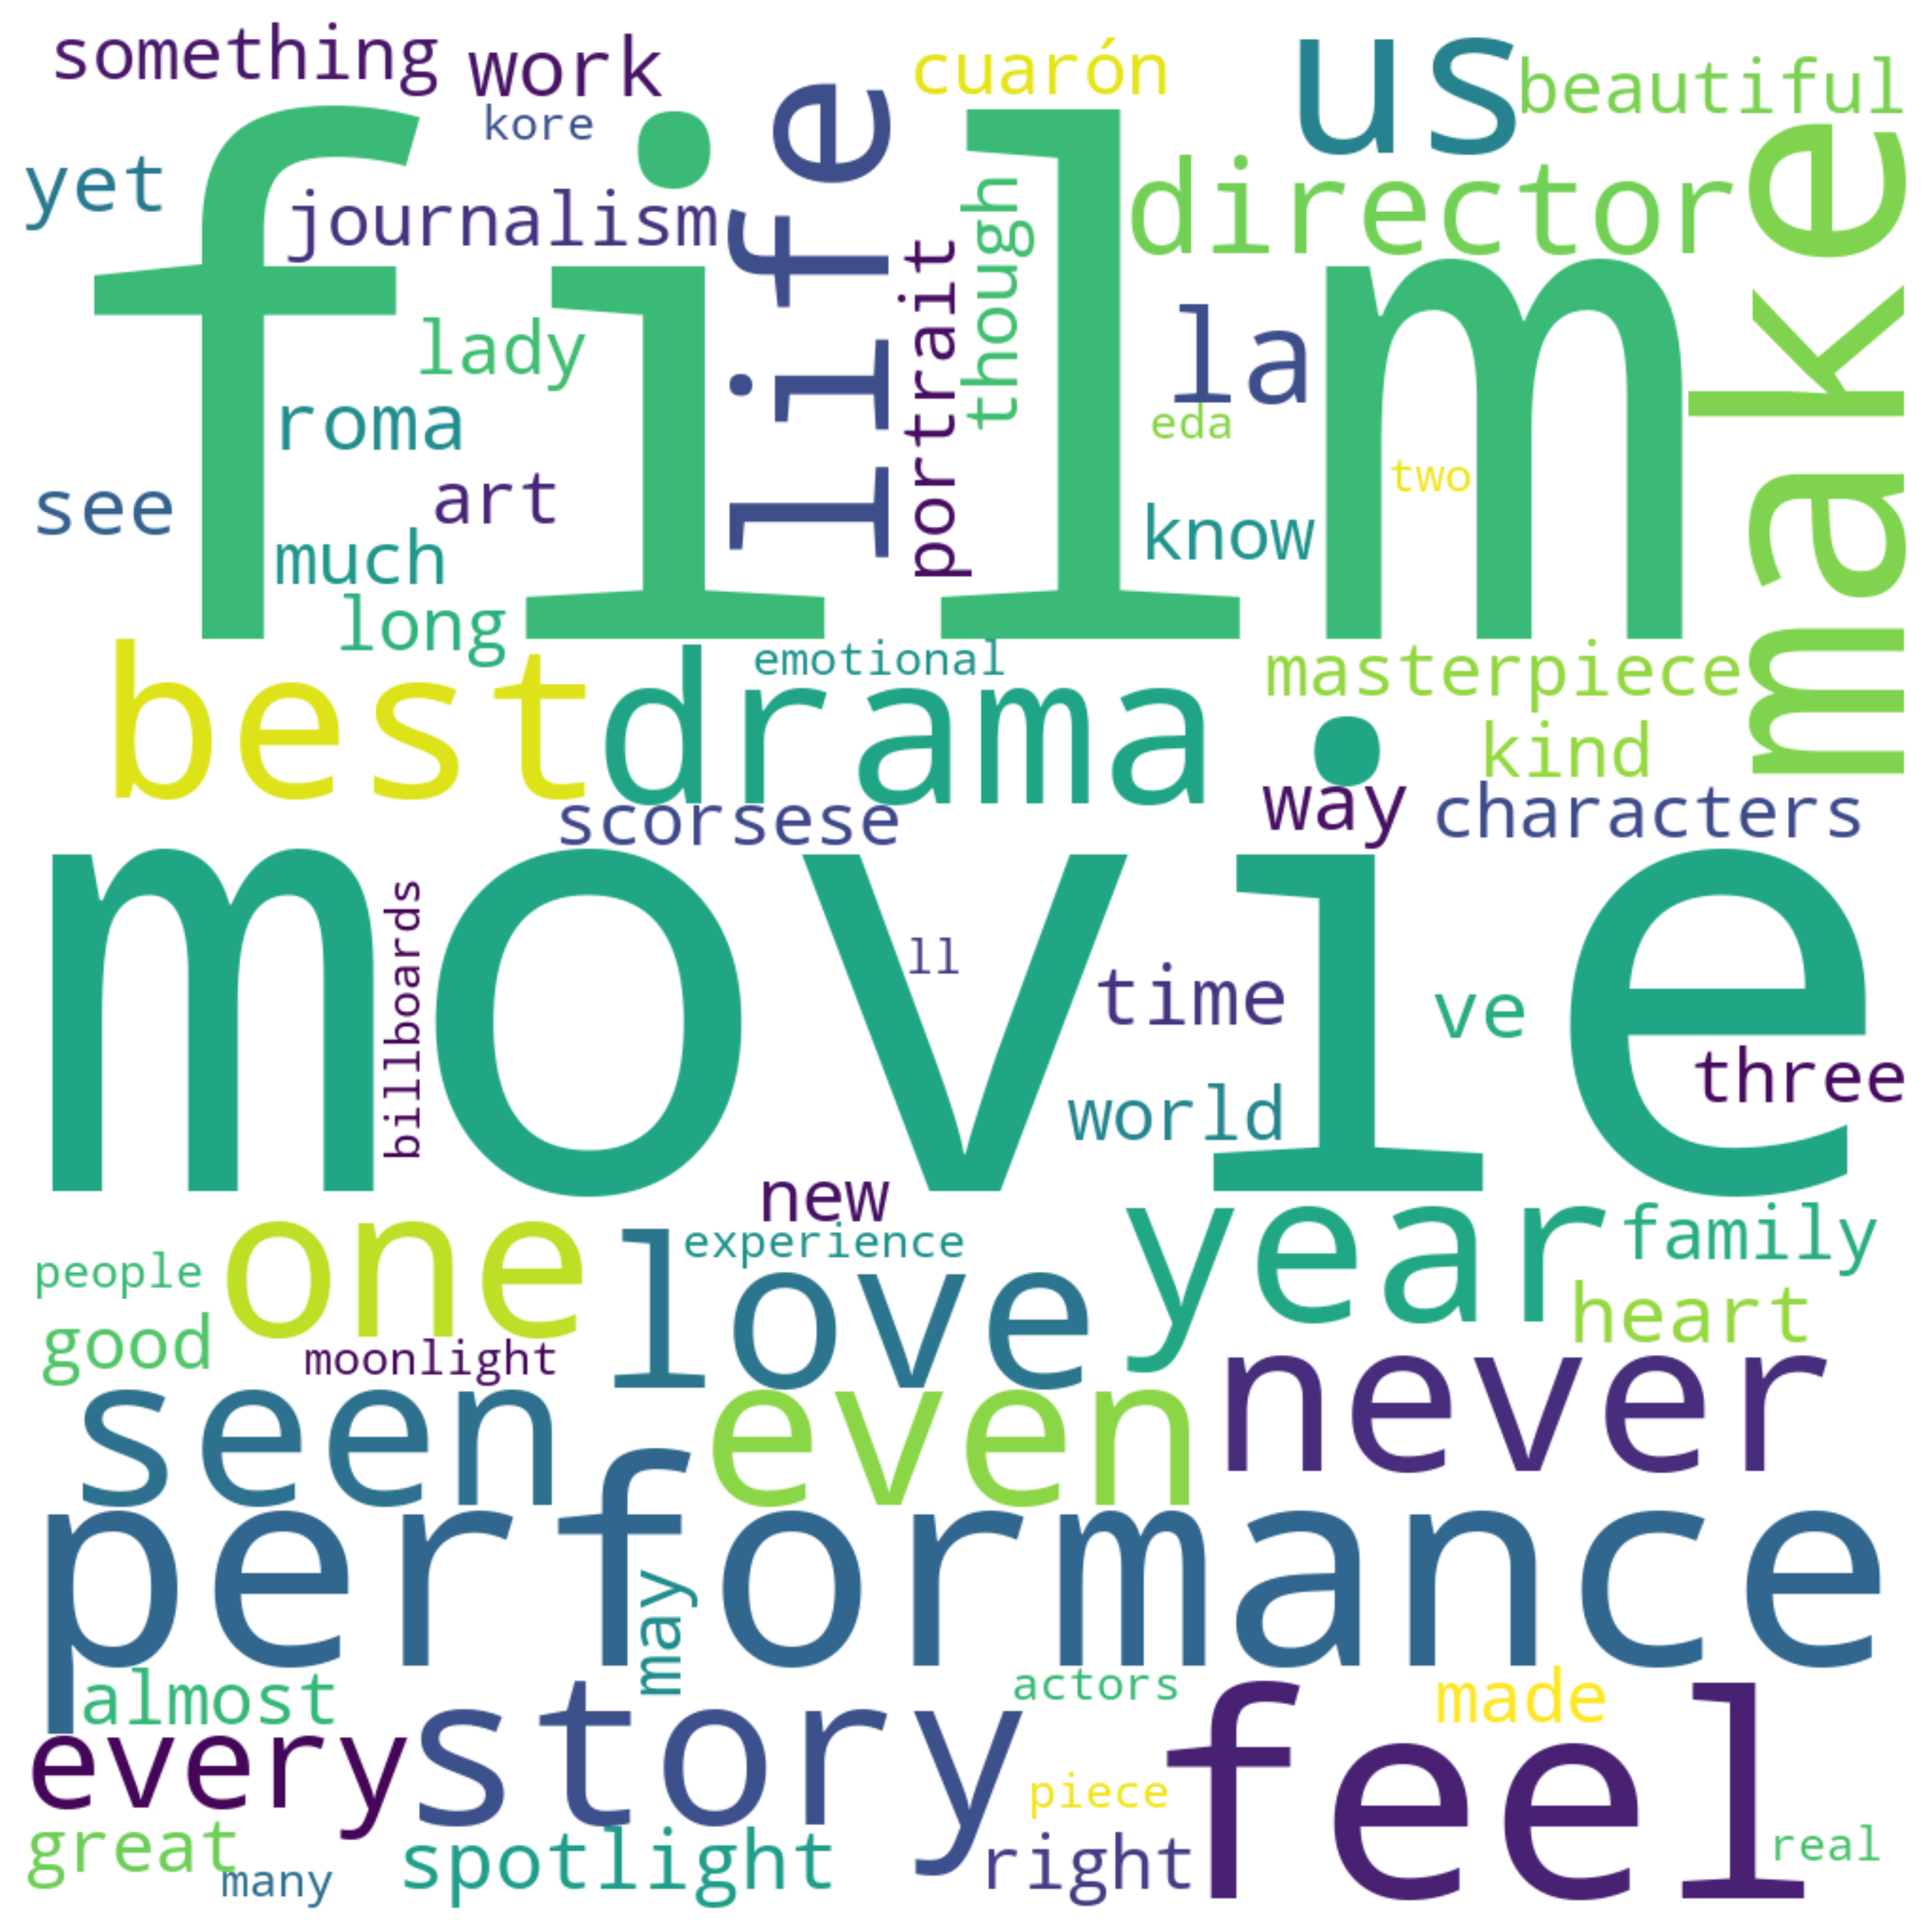 something
work
cuarón
us
beautiful
kore
yet
journalism
life
though
director
make
film
portrait
lady
la
roma
eda
two
see
art
know
much
long
best
drama
emotional
masterpiece
kind
scorsese
way
characters
movie
billboards
ll
time
ve
three
world
new
people
one
love
experience
year
family
good
moonlight
heart
seen
even
never
performance
may
almost
actors
made
every
story
feel
piece
great
many
spotlight
right
real